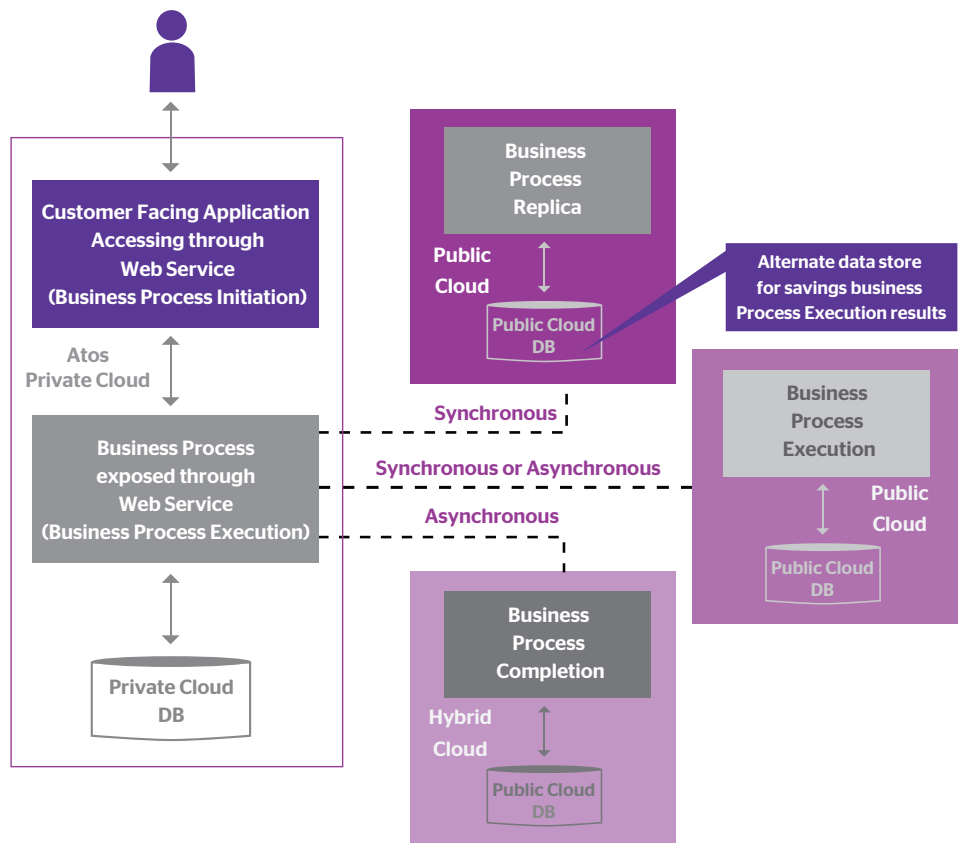 Customer Facing Application
Accessing through
Web Service
(Business Process Initiation)
Atos
Private Cloud
Business Process
exposed through
Web Service
(Business Process Execution)
Private Cloud
DB
Business
Process
Replica
Public
Cloud
Public Cloud
DB
Alternate data store
for savings business
Process Execution results
Synchronous
Synchronous or Asynchronous
Asynchronous
Business
Process
Execution
Public
Cloud
Public Cloud
DB
Business
Process
Completion
Hybrid
Cloud
Public Cloud
DB